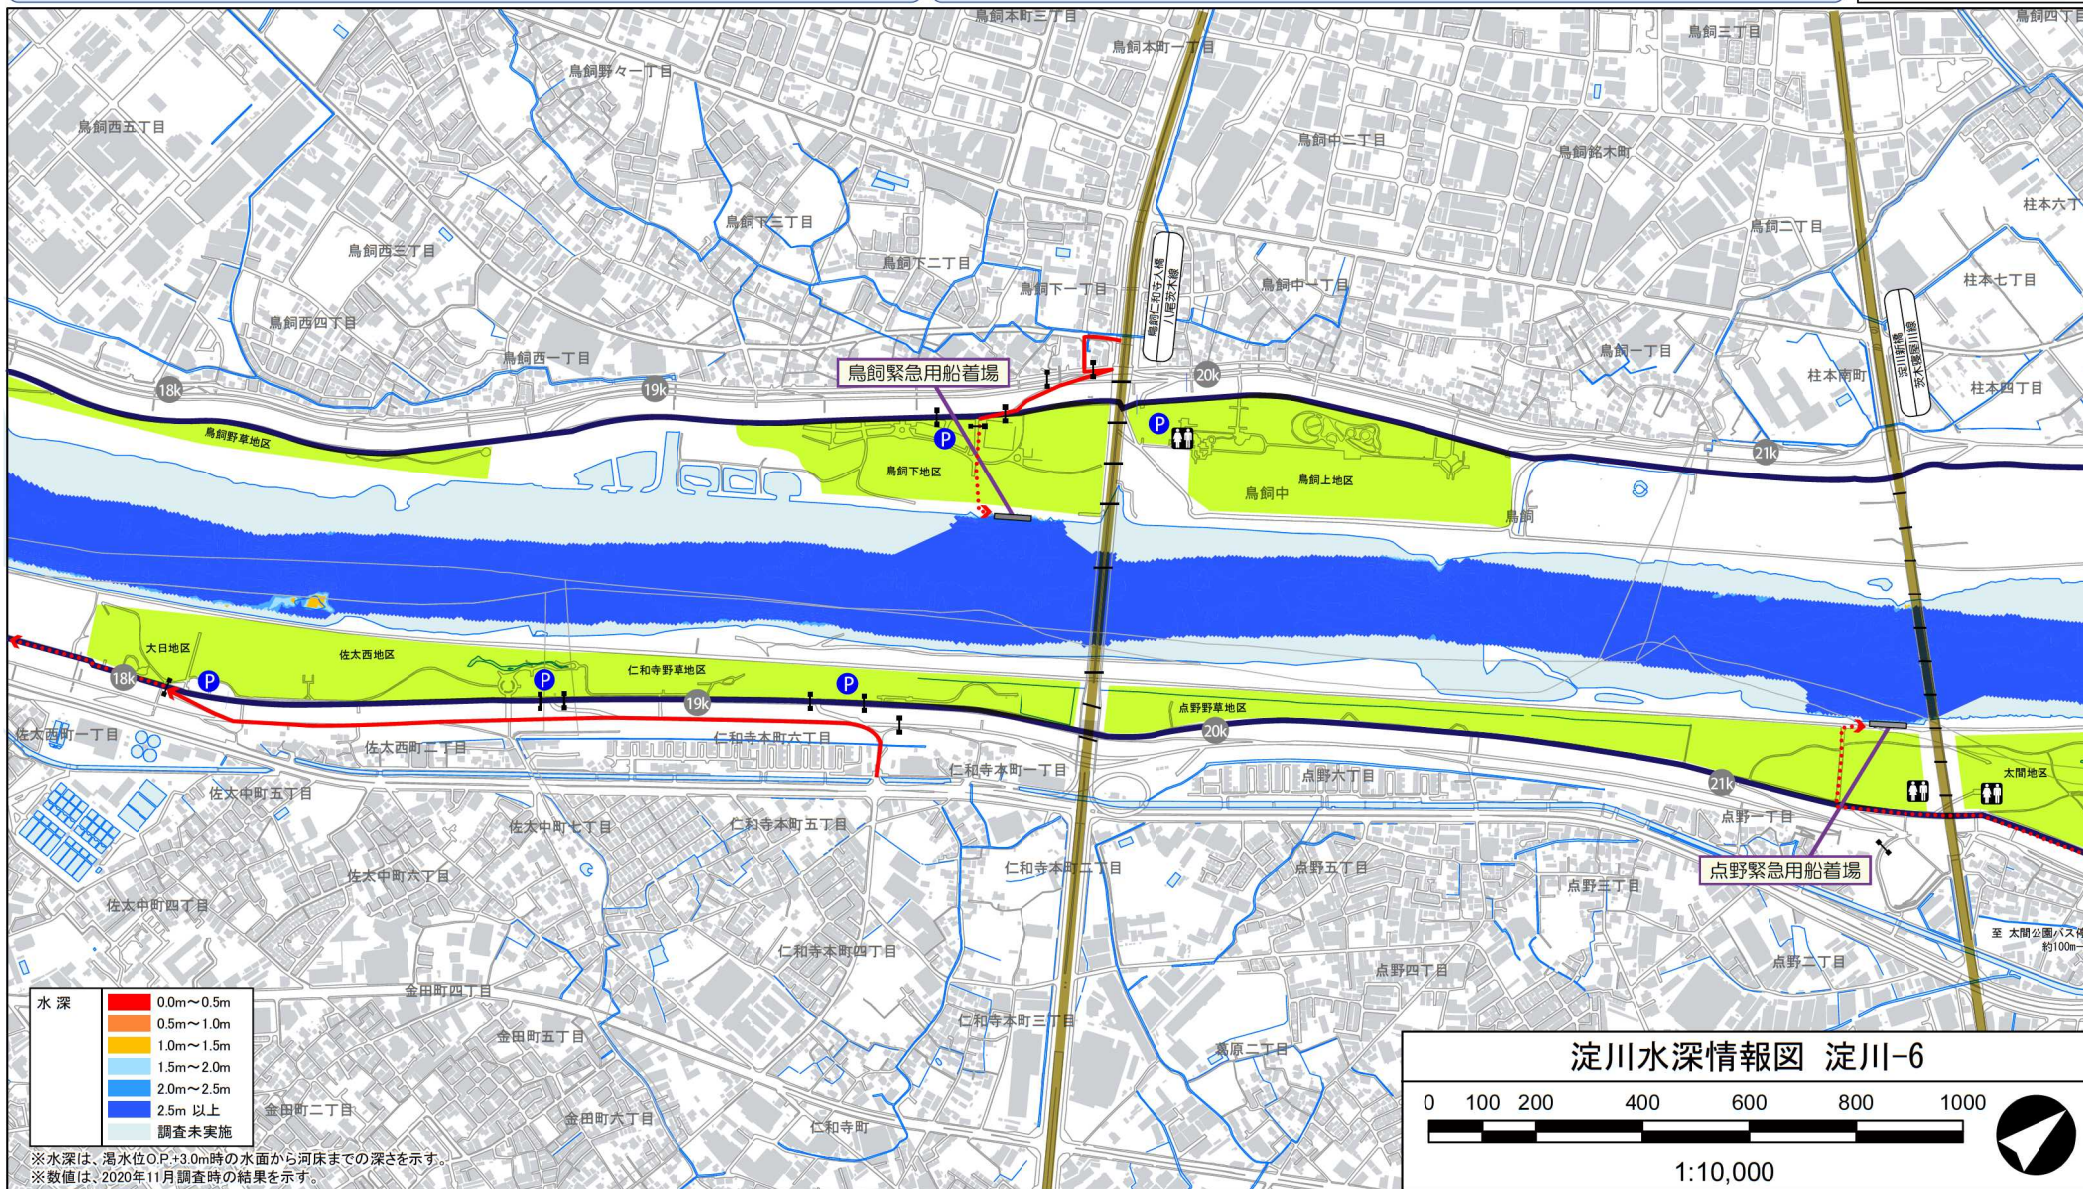 鳥飼本町三丁目
鳥飼四丁目
鳥飼本町一丁目
鳥飼三丁目
鳥飼野々一丁目
鳥飼西五丁目
鳥飼中二丁目
鳥飼銘木町
柱本六丁
鳥飼下三丁目
鳥飼二丁目
鳥飼西三丁目
鳥飼下二丁目
柱本七丁目
鳥飼下一丁目
鳥飼中一丁目
鳥飼仁和寺大橋
八尾茨木線
鳥飼西四丁目
淀川新橋
茨木寝屋川線
鳥飼西一丁目
鳥飼一丁目
鳥飼緊急用船着場
柱本南町
柱本四丁目
18k
19k
20k
P
鳥飼野草地区
P
21k
鳥飼下地区
鳥飼上地区
鳥飼中
鳥飼
大日地区
佐太西地区
仁和寺野草地区
18k
P
P
P
19k
点野野草地区
20k
佐太西町一丁目
佐太西町二丁目
仁和寺本町六丁目
仁和寺本町一丁目
点野六丁目
太間地区
21k
佐太中町五丁目
点野一丁目
佐太中町七丁目
仁和寺本町五丁目
仁和寺本町二丁目
点野五丁目
点野緊急用船着場
佐太中町六丁目
点野三丁目
佐太中町四丁目
至 太間公園バス停
約100m
仁和寺本町四丁目
点野四丁目
点野二丁目
金田町四丁目
仁和寺本町三丁目
金田町五丁目
葛原二丁目
金田町二丁目
金田町六丁目
仁和寺町
水 深
0.0m～0.5m
0.5m～1.0m
1.0m～1.5m
1.5m～2.0m
2.0m～2.5m
2.5m 以上
調査未実施
※水深は、渇水位O.P.+3.0m時の水面から河床までの深さを示す。
※数値は、2020年11月調査時の結果を示す。
淀川水深情報図 淀川-6
0 100 200 400 600 800 1000
1:10,000